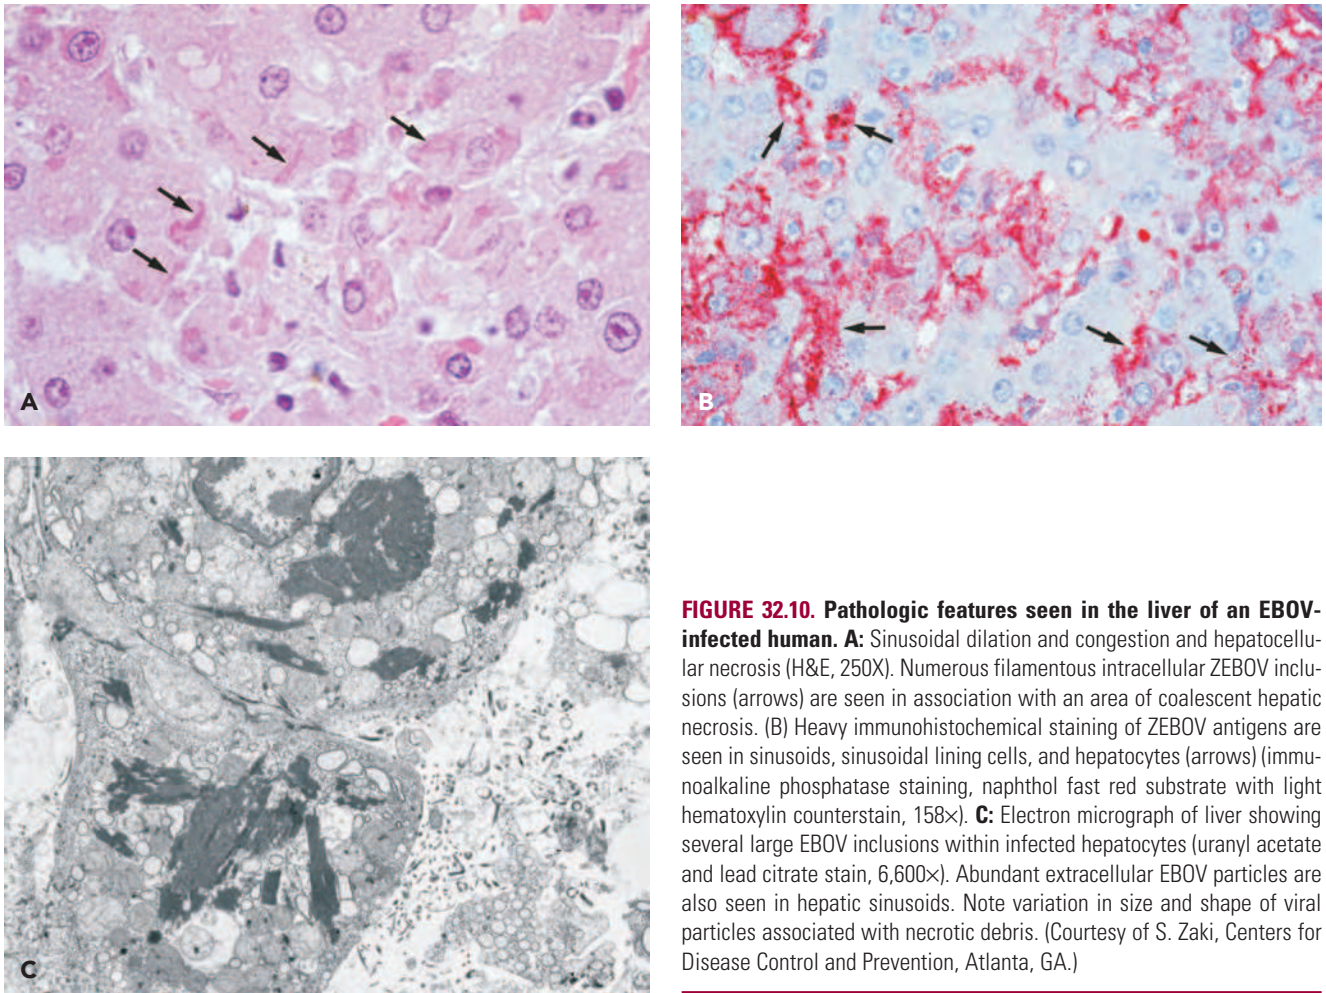 A
B
C
FIGURE 32.10. Pathologic features seen in the liver of an EBOV-
infected human. A: Sinusoidal dilation and congestion and hepatocellu-
lar necrosis (H&E, 250X). Numerous filamentous intracellular ZEBOV inclu-
sions (arrows) are seen in association with an area of coalescent hepatic
necrosis. (B) Heavy immunohistochemical staining of ZEBOV antigens are
seen in sinusoids, sinusoidal lining cells, and hepatocytes (arrows) (immu-
noalkaline phosphatase staining, naphthol fast red substrate with light
hematoxylin counterstain, 158×). C: Electron micrograph of liver showing
several large EBOV inclusions within infected hepatocytes (uranyl acetate
and lead citrate stain, 6,600×). Abundant extracellular EBOV particles are
also seen in hepatic sinusoids. Note variation in size and shape of viral
particles associated with necrotic debris. (Courtesy of S. Zaki, Centers for
Disease Control and Prevention, Atlanta, GA.)